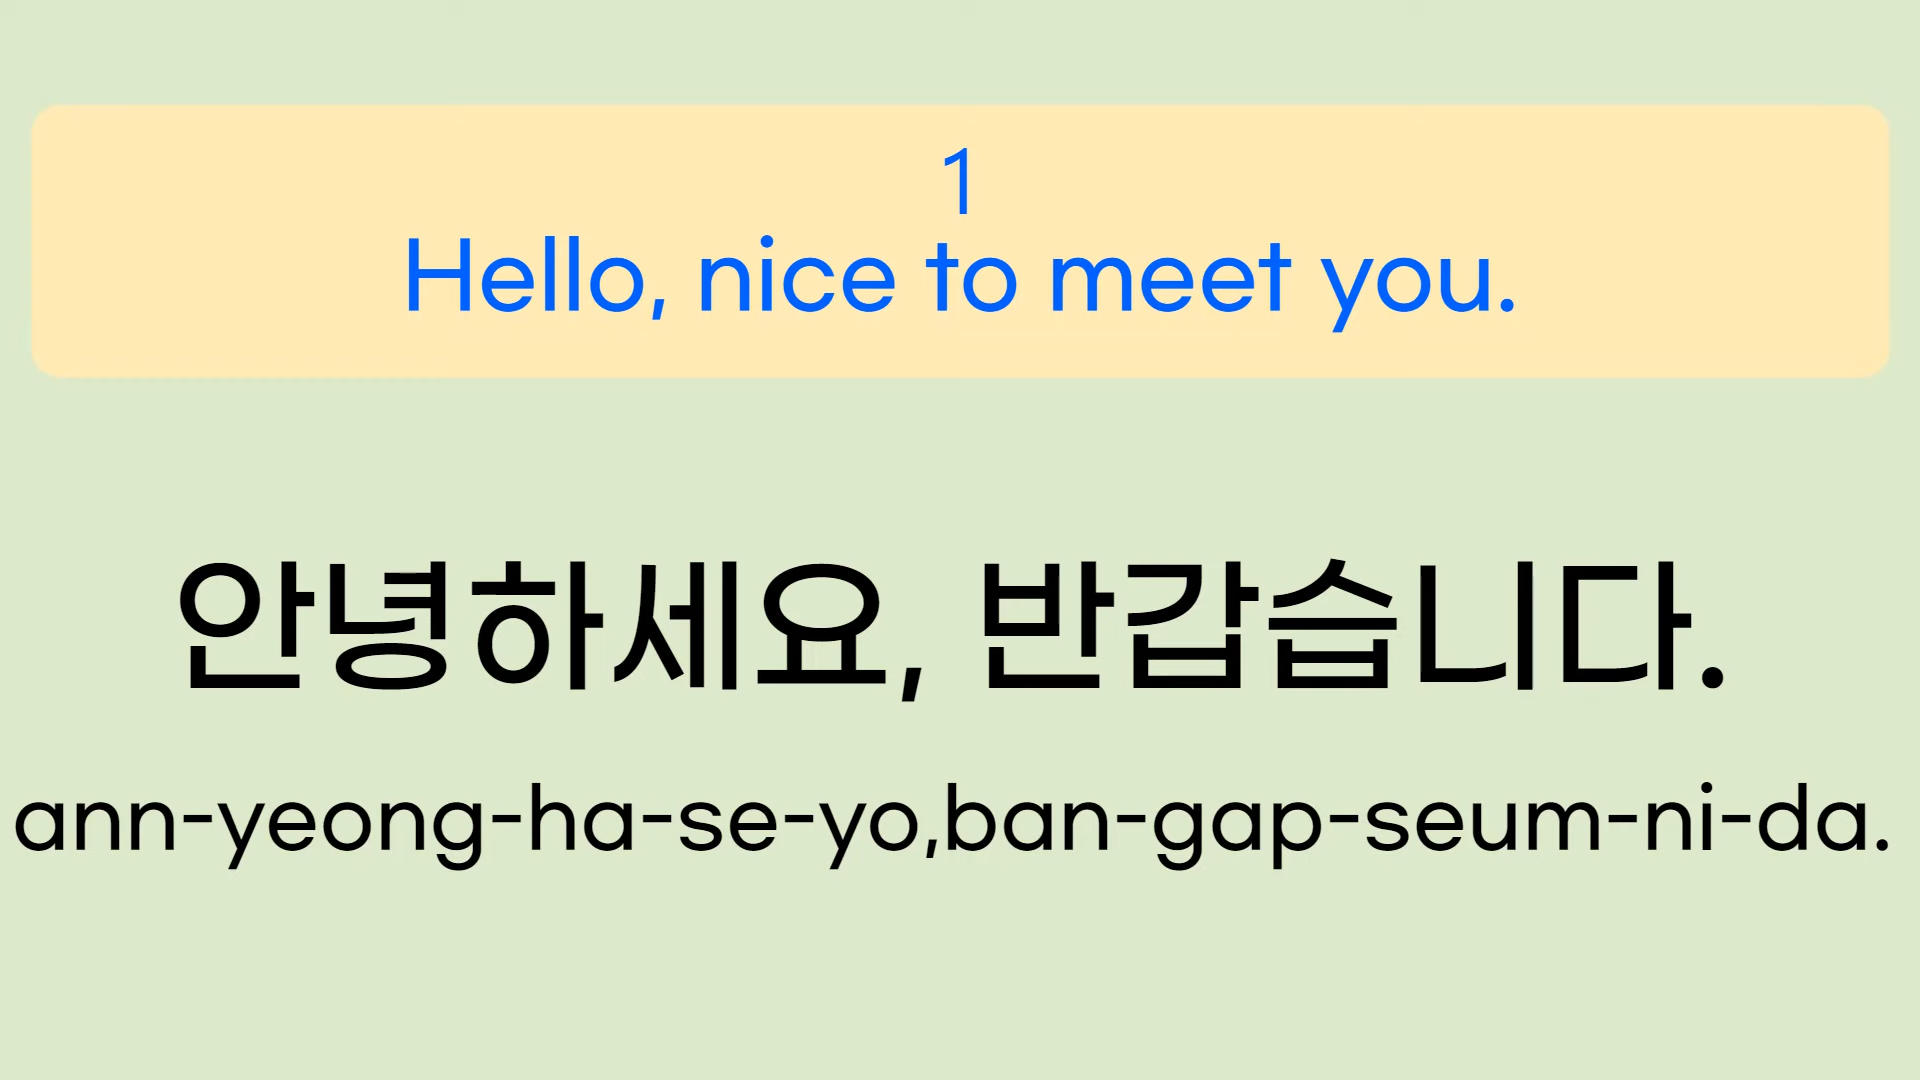 1
Hello, nice to meet you.
안녕하세요, 반갑습니다.
ann-yeong-ha-se-yo,ban-gap-seum-ni-da.